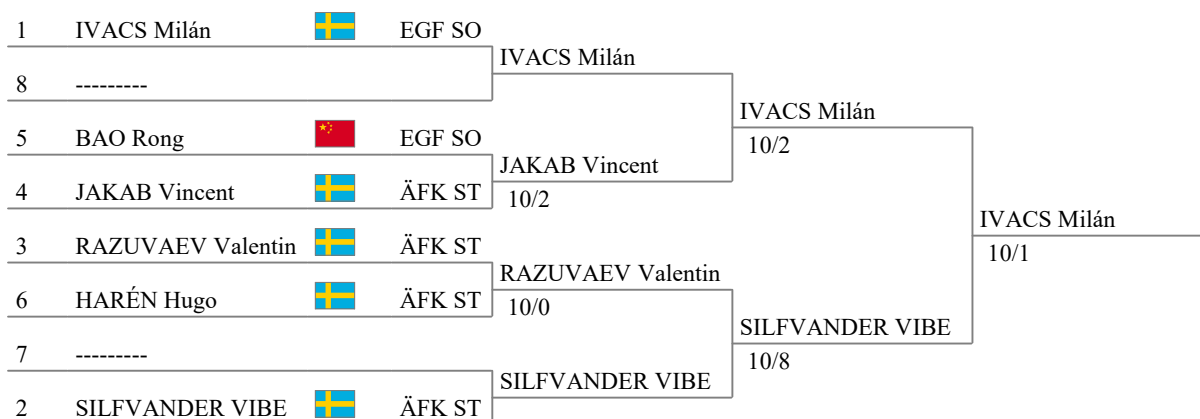 1 IVACS Milán EGF SO
IVACS Milán
8 ---------
IVACS Milán
10/2
5 BAO Rong EGF SO
JAKAB Vincent
10/2
4 JAKAB Vincent ÄFK ST
IVACS Milán
10/1
3 RAZUVAEV Valentin ÄFK ST
RAZUVAEV Valentin
10/0
6 HARÉN Hugo ÄFK ST
SILFVANDER VIBE
10/8
7 ---------
SILFVANDER VIBE
2 SILFVANDER VIBE ÄFK ST